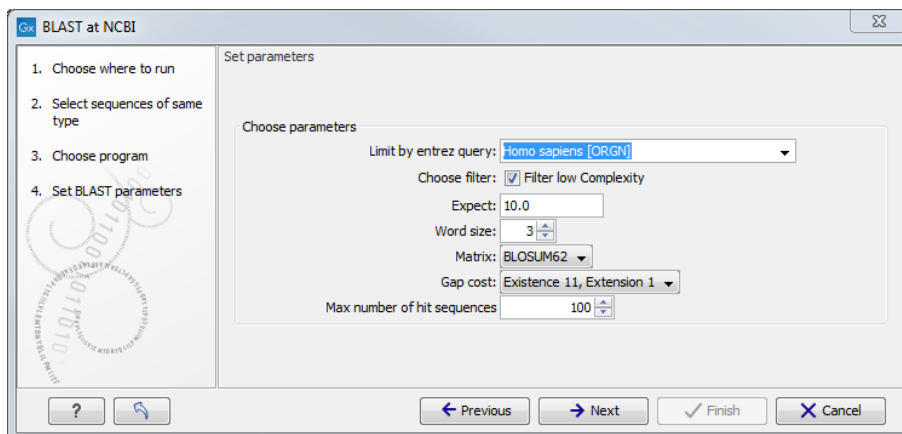 Gx BLAST at NCBI
1. Choose where to run
2. Select sequences of same
type
3. Choose program
4. Set BLAST parameters
Set parameters
Choose parameters
Limit by entrez query: Homo sapiens [ORGN]
Choose filter: Filter low Complexity
Expect: 10.0
Word size: 3
Matrix: BLOSUM62
Gap cost: Existence 11, Extension 1
Max number of hit sequences 100
? Previous Next Finish Cancel